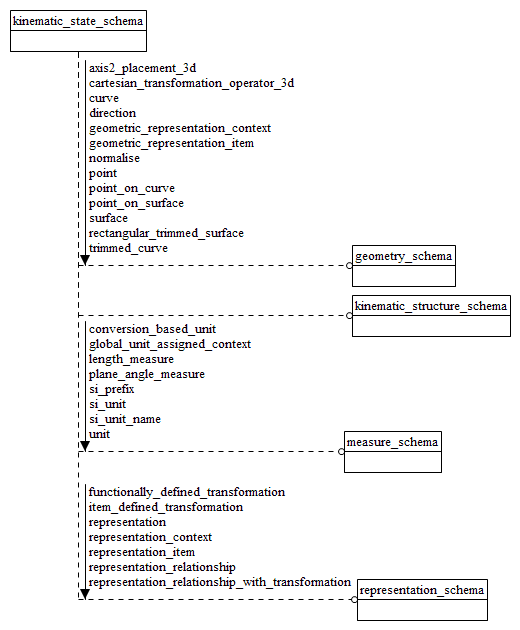 kinematic_state_schema
axis2_placement_3d
cartesian_transformation_operator_3d
curve
direction
geometric_representation_context
geometric_representation_item
normalise
point
point_on_curve
point_on_surface
surface
rectangular_trimmed_surface
trimmed_curve
geometry_schema
kinematic_structure_schema
conversion_based_unit
global_unit_assigned_context
length_measure
plane_angle_measure
si_prefix
si_unit
si_unit_name
unit
measure_schema
functionally_defined_transformation
item_defined_transformation
representation
representation_context
representation_item
representation_relationship
representation_relationship_with_transformation
representation_schema